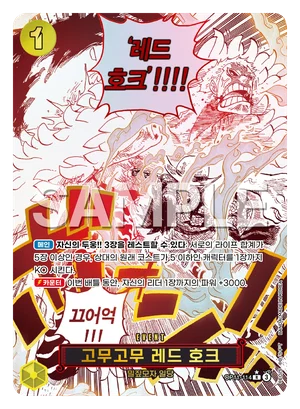 1
‘레드
호크’!!!!
SAMPLE
메인 자신의 두웅!! 3장을 레스트할 수 있다: 서로의 라이프 합계가
5장 이상인 경우, 상대의 원래 코스트가 5 이하인 캐릭터를 1장까지
KO 시킨다.
카운터 이번 배틀 동안, 자신의 리더 1장까지의 파워 +3000.
끄어억
!!!
EVENT
고무고무 레드 호크
밀짚모자 일당